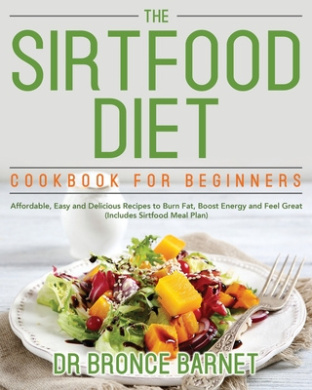 THE
SIRTFOOD
DIET
COOKBOOK FOR BEGINNERS
Affordable, Easy and Delicious Recipes to Burn Fat, Boost Energy and Feel Great
(Includes Sirtfood Meal Plan)
DR BRONCE BARNET